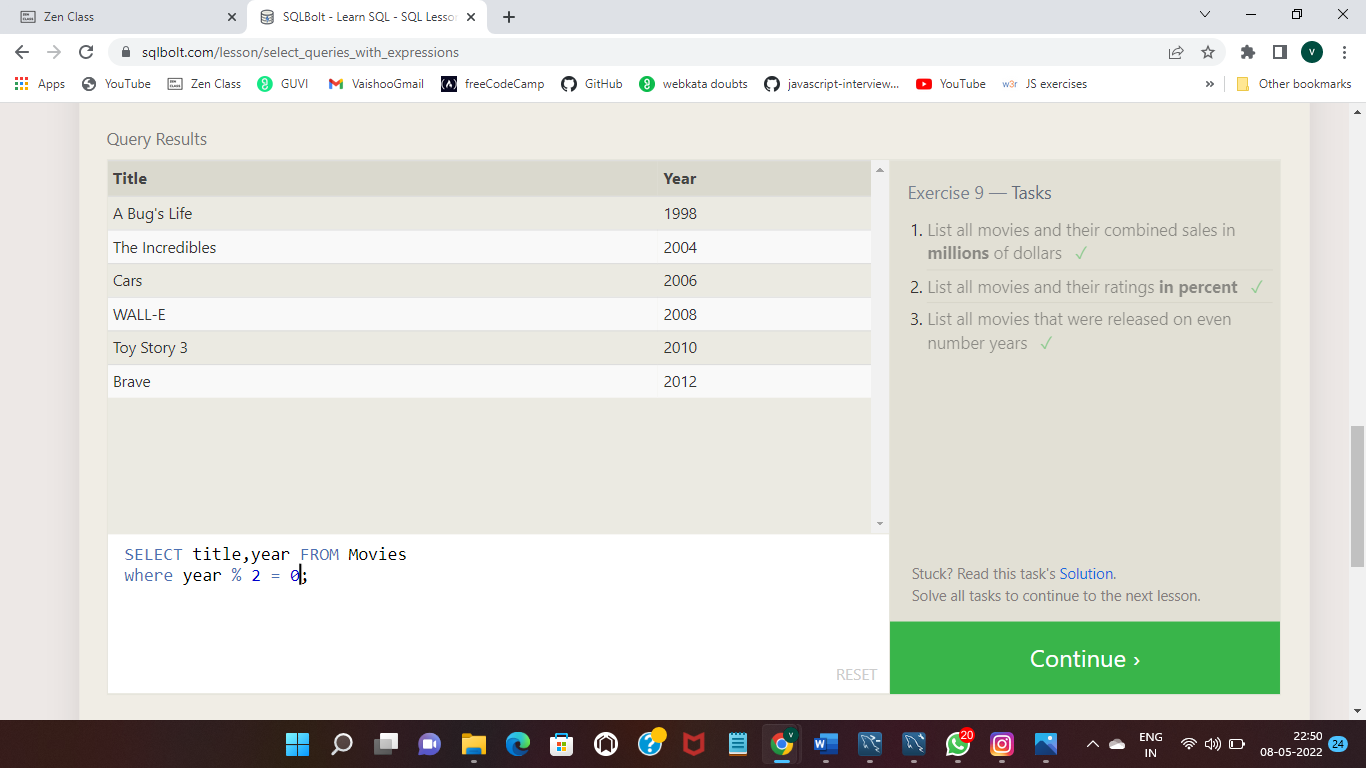 Zen Class
SQLBolt - Learn SQL - SQL Lesson
sqlbolt.com/lesson/select_queries_with_expressions
V
Apps
YouTube
Zen Class
GUVI
VaishooGmail
freeCodeCamp
GitHub
webkata doubts
javascript-interview...
YouTube
w3r JS exercises
»
Other bookmarks
Query Results
Title Year
A Bug's Life 1998
The Incredibles 2004
Cars 2006
WALL-E 2008
Toy Story 3 2010
Brave 2012
Exercise 9 — Tasks
1. List all movies and their combined sales in
millions of dollars ✓
2. List all movies and their ratings in percent ✓
3. List all movies that were released on even
number years ✓
SELECT title,year FROM Movies
where year % 2 = 0;
RESET
Stuck? Read this task's Solution.
Solve all tasks to continue to the next lesson.
Continue ›
20
ENG
IN
22:50
08-05-2022
24